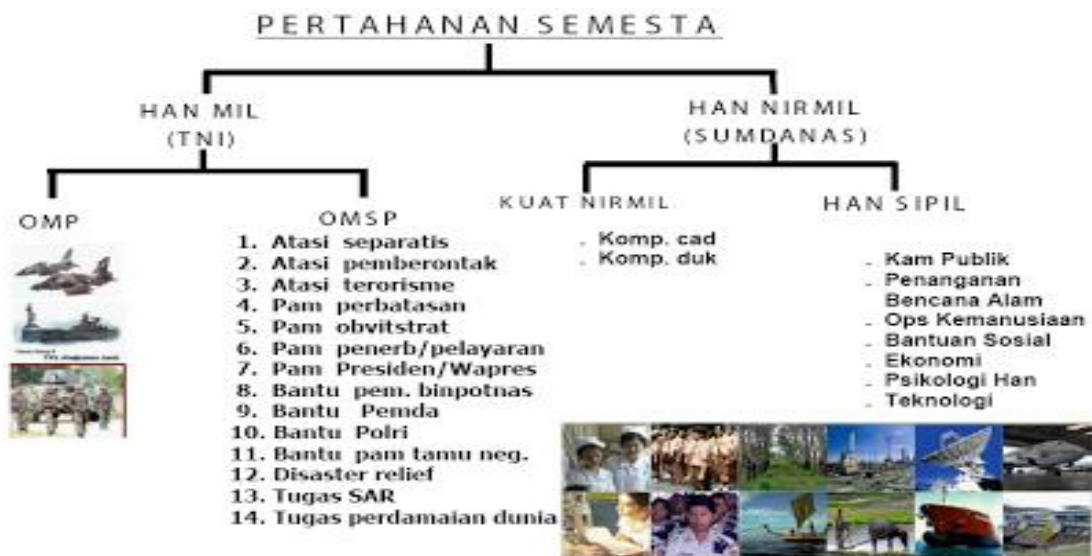 PERTAHANAN SEMESTA
HAN MIL
(TNI)
HAN NIRMIL
(SUMDANAS)
OMP
OMSP
1. Atasi separatis
2. Atasi pemberontak
3. Atasi terorisme
4. Pam perbatasan
5. Pam obvitstrat
6. Pam penerb/pelayaran
7. Pam Presiden/Wapres
8. Bantu pem. binpotnas
9. Bantu Pemda
10. Bantu Polri
11. Bantu pam tamu neg.
12. Disaster relief
13. Tugas SAR
14. Tugas perdamaian dunia
KUAT NIRMIL
. Komp. cad
. Komp. duk
HAN SIPIL
. Kam Publik
. Penanganan
Bencana Alam
. Ops Kemanusiaan
. Bantuan Sosial
. Ekonomi
. Psikologi Han
. Teknologi